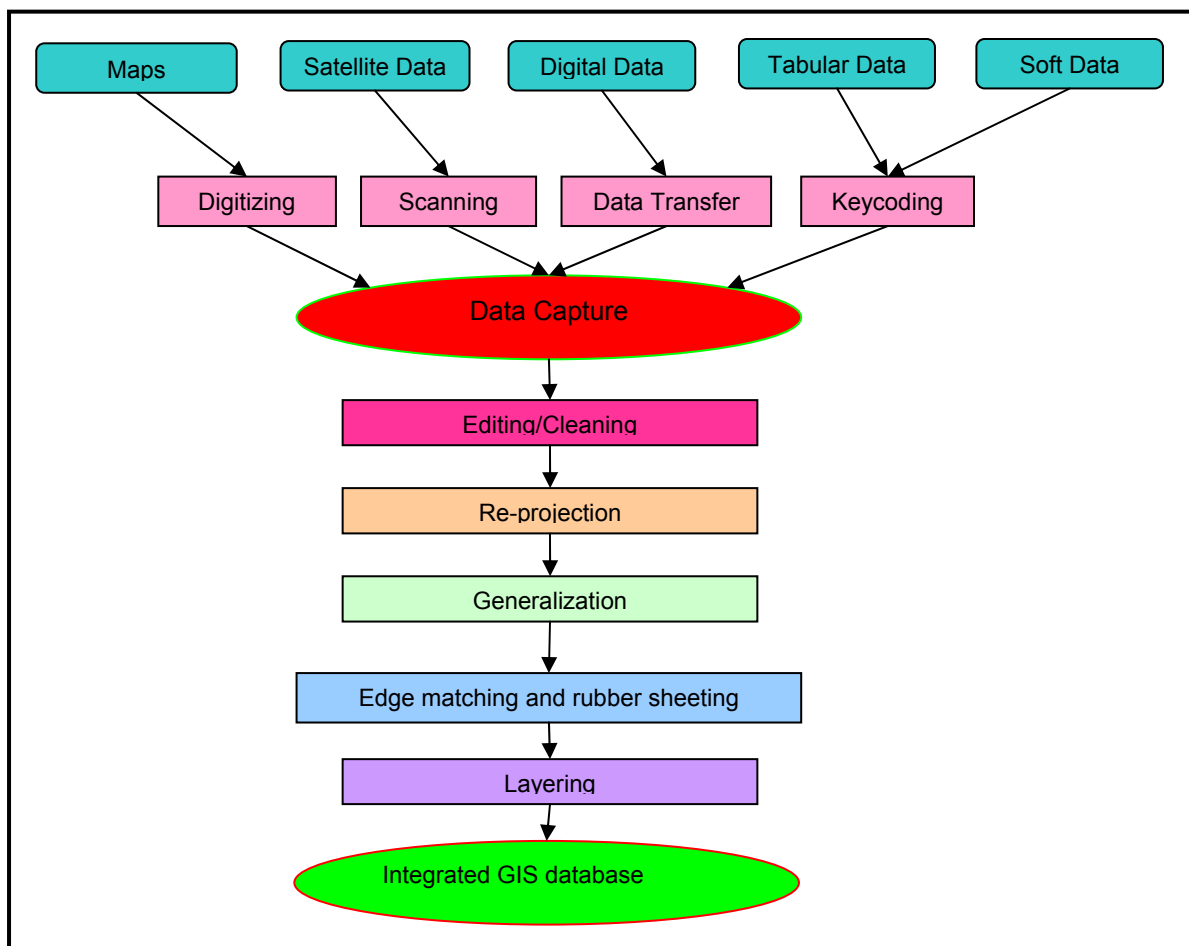 Maps
Satellite Data
Digital Data
Tabular Data
Soft Data
Digitizing
Scanning
Data Transfer
Keycoding
Data Capture
Editing/Cleaning
Re-projection
Generalization
Edge matching and rubber sheeting
Layering
Integrated GIS database